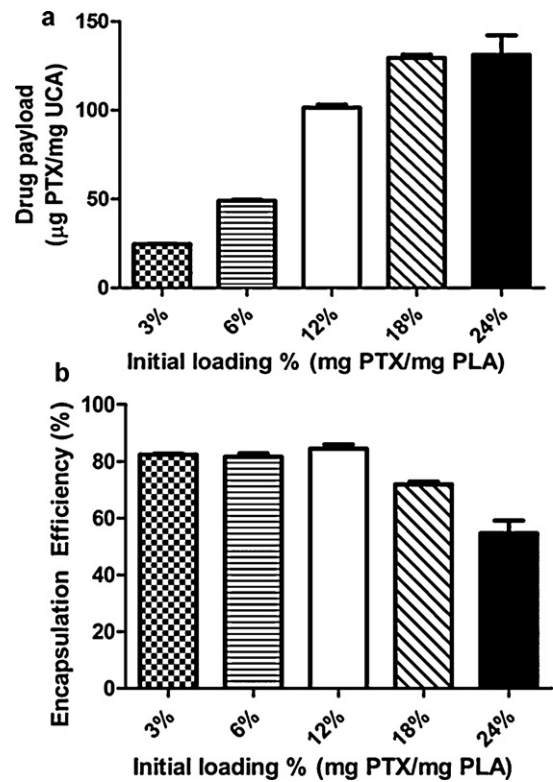 a
Drug payload
(µg PTX/mg UCA)
150
100
50
0
3%
6%
12%
18%
24%
Initial loading % (mg PTX/mg PLA)
b
Encapsulation Efficiency (%)
100
80
60
40
20
0
3%
6%
12%
18%
24%
Initial loading % (mg PTX/mg PLA)